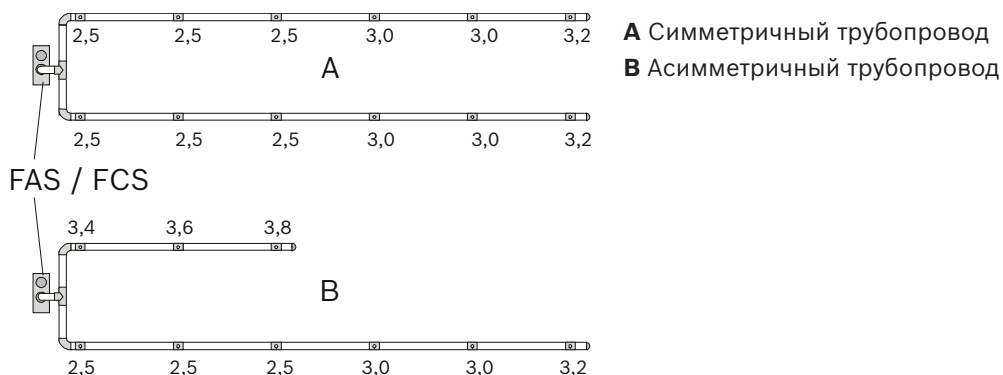 2,5 2,5 2,5 3,0 3,0 3,2
A
2,5 2,5 2,5 3,0 3,0 3,2
FAS / FCS
3,4 3,6 3,8
B
2,5 2,5 2,5 3,0 3,0 3,2
A Симметричный трубопровод
B Асимметричный трубопровод